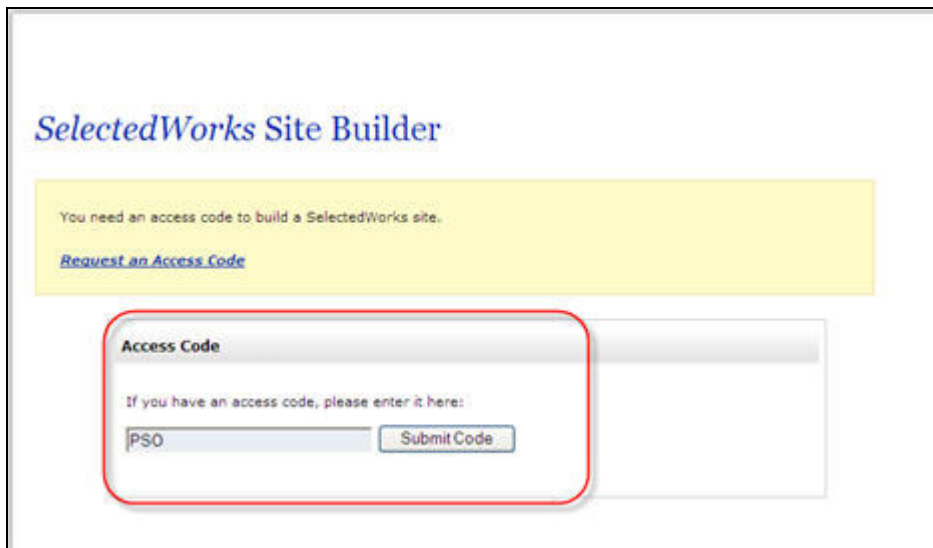 SelectedWorks Site Builder
You need an access code to build a SelectedWorks site.
Request an Access Code
Access Code
If you have an access code, please enter it here:
PSO
Submit Code